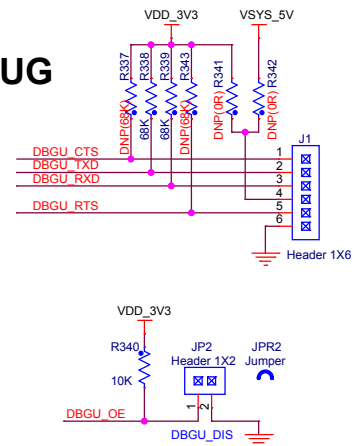 VDD_3V3
VSYS_5V
UG
R337
R338
R339
R343
R341
R342
DNP(68K)
68K
68K
DNP(68K)
DNP(0R)
DNP(0R)
J1
DBGU_CTS
1
DBGU_TXD
2
DBGU_RXD
3
4
DBGU_RTS
5
6
Header 1X6
VDD_3V3
R340
JP2
JPR2
Header 1X2
Jumper
10K
1
2
DBGU_OE
DBGU_DIS